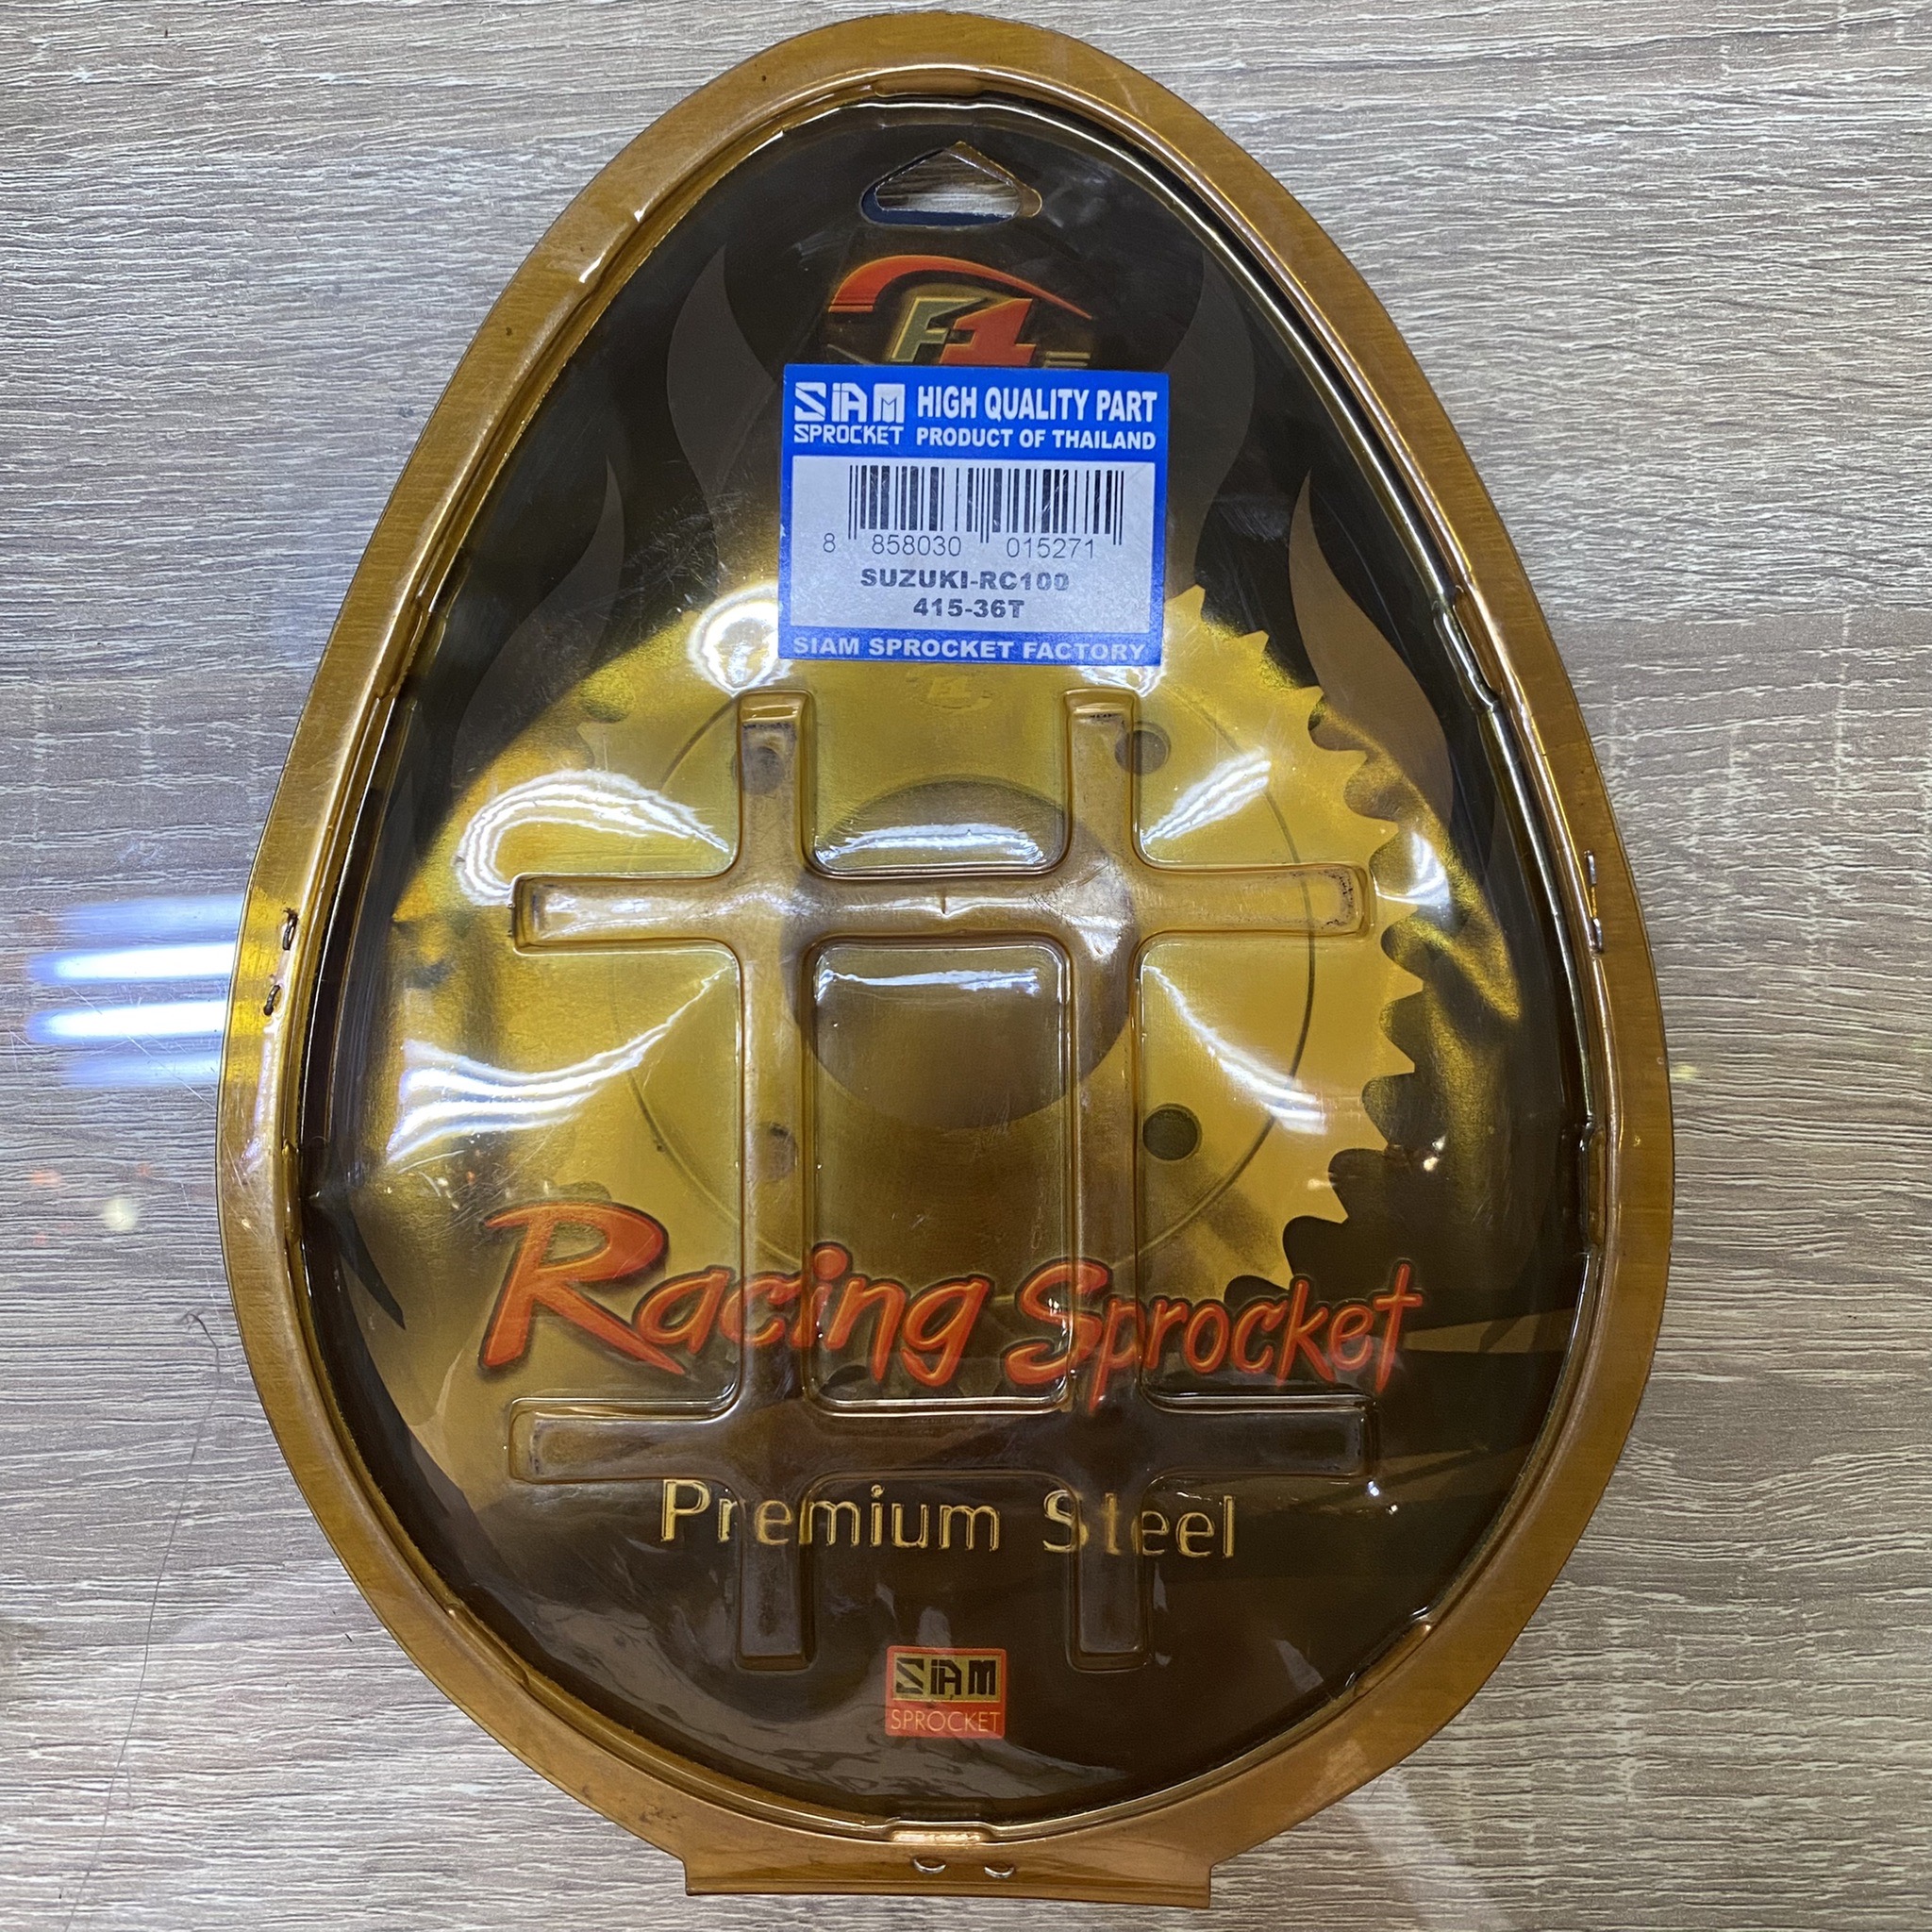 F1
SIAM SPROCKET
HIGH QUALITY PART
PRODUCT OF THAILAND
8 858030 015271
SUZUKI-RC100
415-36T
SIAM SPROCKET FACTORY
Racing Sprocket
Premium Steel
SIAM
SPROCKET